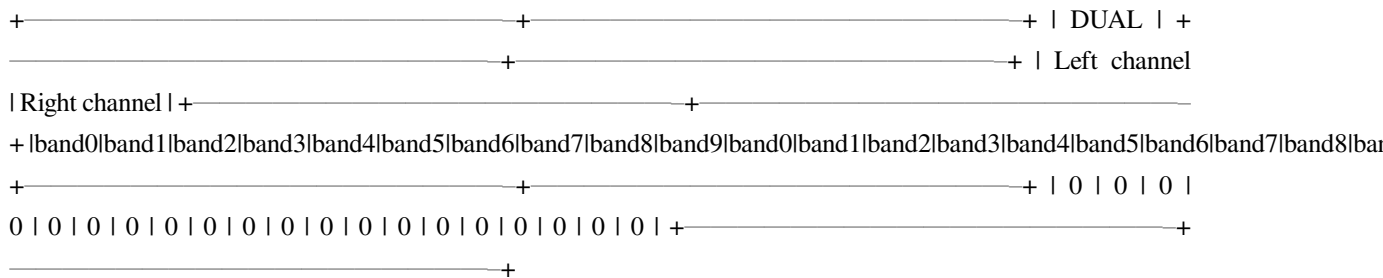 +—————————————+—————————————+ | DUAL | +
—————————————+—————————————+ | Left channel
| Right channel | +—————————————+—————————————
+ |band0|band1|band2|band3|band4|band5|band6|band7|band8|band9|band0|band1|band2|band3|band4|band5|band6|band7|band8|
+—————————————+—————————————+ | 0 | 0 | 0 |
0 | 0 | 0 | 0 | 0 | 0 | 0 | 0 | 0 | 0 | 0 | 0 | 0 | 0 | 0 | 0 | 0 | +—————————————+
—————————————+